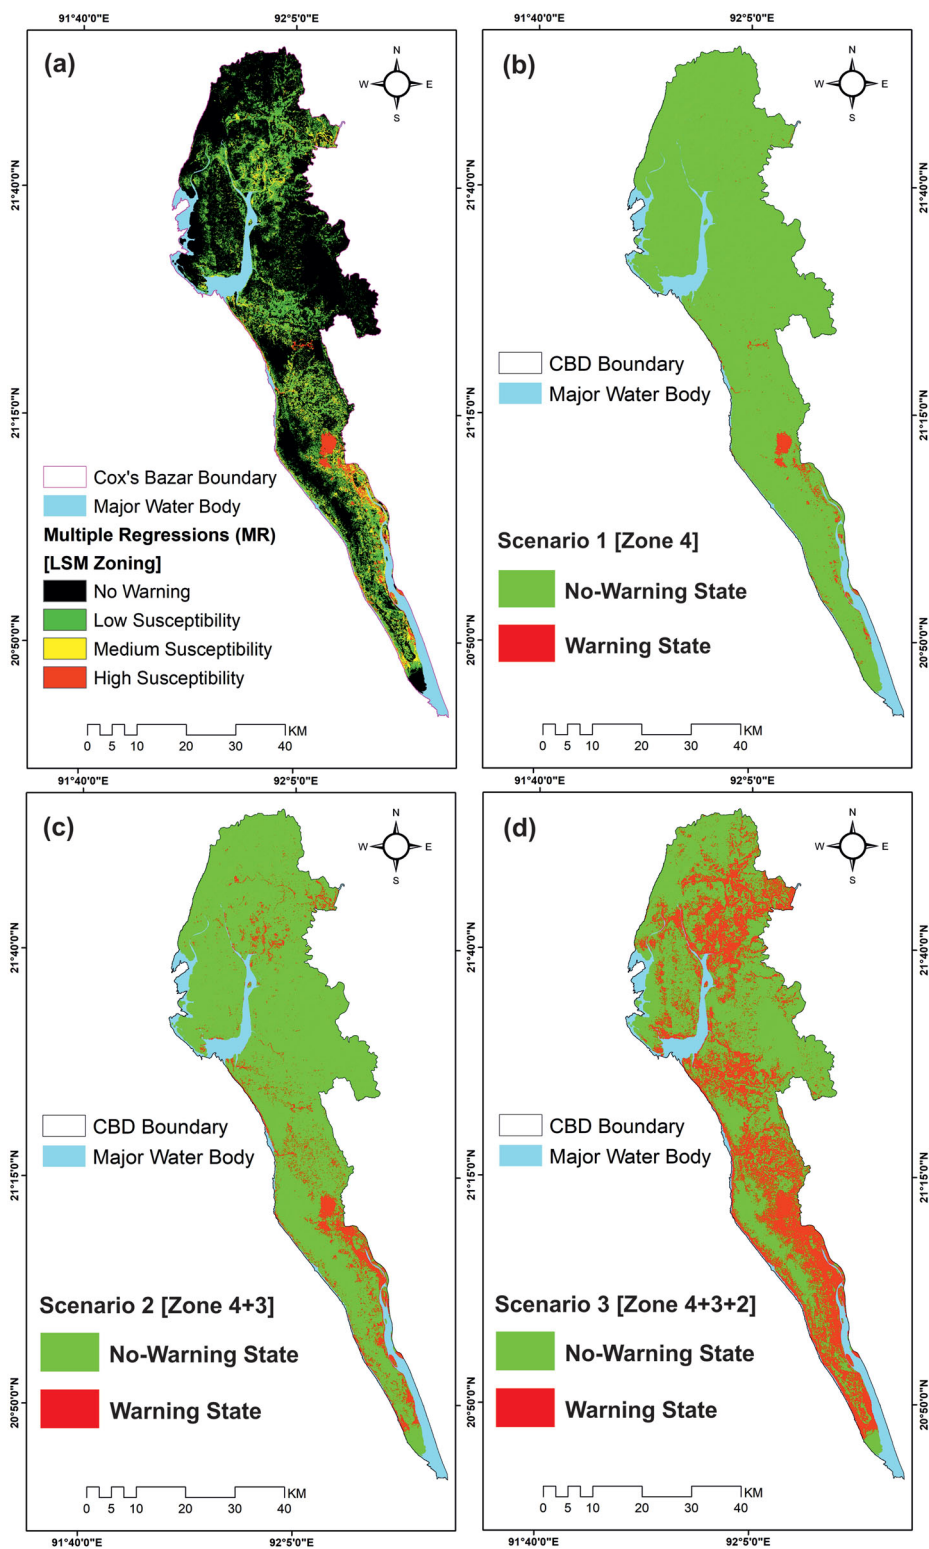 91°40'0"E 92°5'0"E
(a)
N
W E
S
21°40'0"N
21°15'0"N
20°50'0"N
Cox's Bazar Boundary
Major Water Body
Multiple Regressions (MR)
[LSM Zoning]
No Warning
Low Susceptibility
Medium Susceptibility
High Susceptibility
0 5 10 20 30 40 KM
91°40'0"E 92°5'0"E
91°40'0"E 92°5'0"E
(b)
N
W E
S
21°40'0"N
21°15'0"N
20°50'0"N
CBD Boundary
Major Water Body
Scenario 1 [Zone 4]
No-Warning State
Warning State
0 5 10 20 30 40 KM
91°40'0"E 92°5'0"E
(c)
N
W E
S
21°40'0"N
21°15'0"N
20°50'0"N
CBD Boundary
Major Water Body
Scenario 2 [Zone 4+3]
No-Warning State
Warning State
0 5 10 20 30 40 KM
91°40'0"E 92°5'0"E
(d)
N
W E
S
21°40'0"N
21°15'0"N
20°50'0"N
CBD Boundary
Major Water Body
Scenario 3 [Zone 4+3+2]
No-Warning State
Warning State
0 5 10 20 30 40 KM
91°40'0"E 92°5'0"E